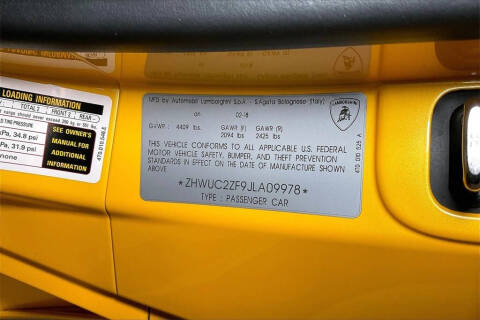 LOADING INFORMATION
TOTAL 2 FRONT 2 REAR -
SEE OWNER'S
MANUAL FOR
ADDITIONAL
INFORMATION
kPa, 34.8 psi
kPa, 31.9 psi
none
MFD by Automobili Lamborghini S.p.A. - S.Agata Bolognese (Italy)
on 02-18
GVWR : 4409 lbs GAWR (F) GAWR (R)
2094 lbs 2425 lbs
THIS VEHICLE CONFORMS TO ALL APPLICABLE U.S. FEDERAL
MOTOR VEHICLE SAFETY, BUMPER, AND THEFT PREVENTION
STANDARDS IN EFFECT ON THE DATE OF MANUFACTURE SHOWN
ABOVE.
*ZHWUC2ZF9JLA09978*
TYPE : PASSENGER CAR